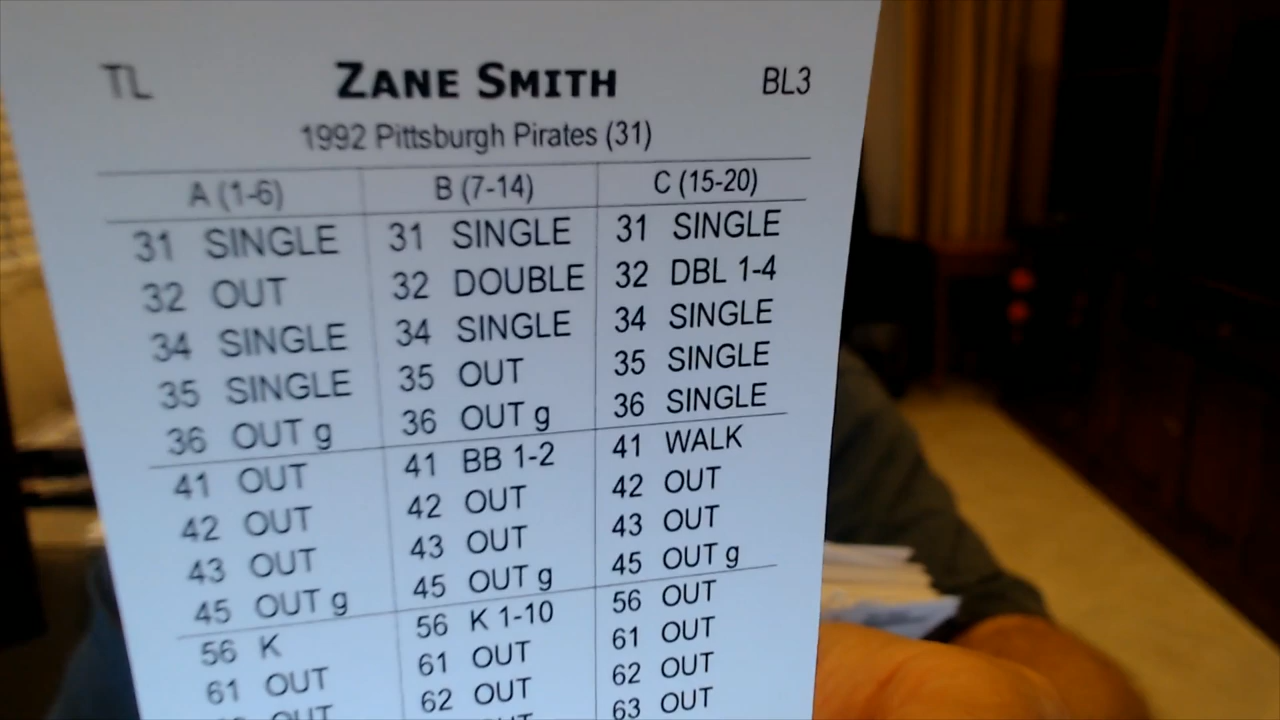 TL ZANE SMITH BL3
1992 Pittsburgh Pirates (31)
A (1-6) B (7-14) C (15-20)
31 SINGLE 31 SINGLE 31 SINGLE
32 OUT 32 DOUBLE 32 DBL 1-4
34 SINGLE 34 SINGLE 34 SINGLE
35 SINGLE 35 OUT 35 SINGLE
36 OUT g 36 OUT g 36 SINGLE
41 OUT 41 BB 1-2 41 WALK
42 OUT 42 OUT 42 OUT
43 OUT 43 OUT 43 OUT
45 OUT g 45 OUT g 45 OUT g
56 K 56 K 1-10 56 OUT
61 OUT 61 OUT 61 OUT
OUT 62 OUT 62 OUT
63 OUT